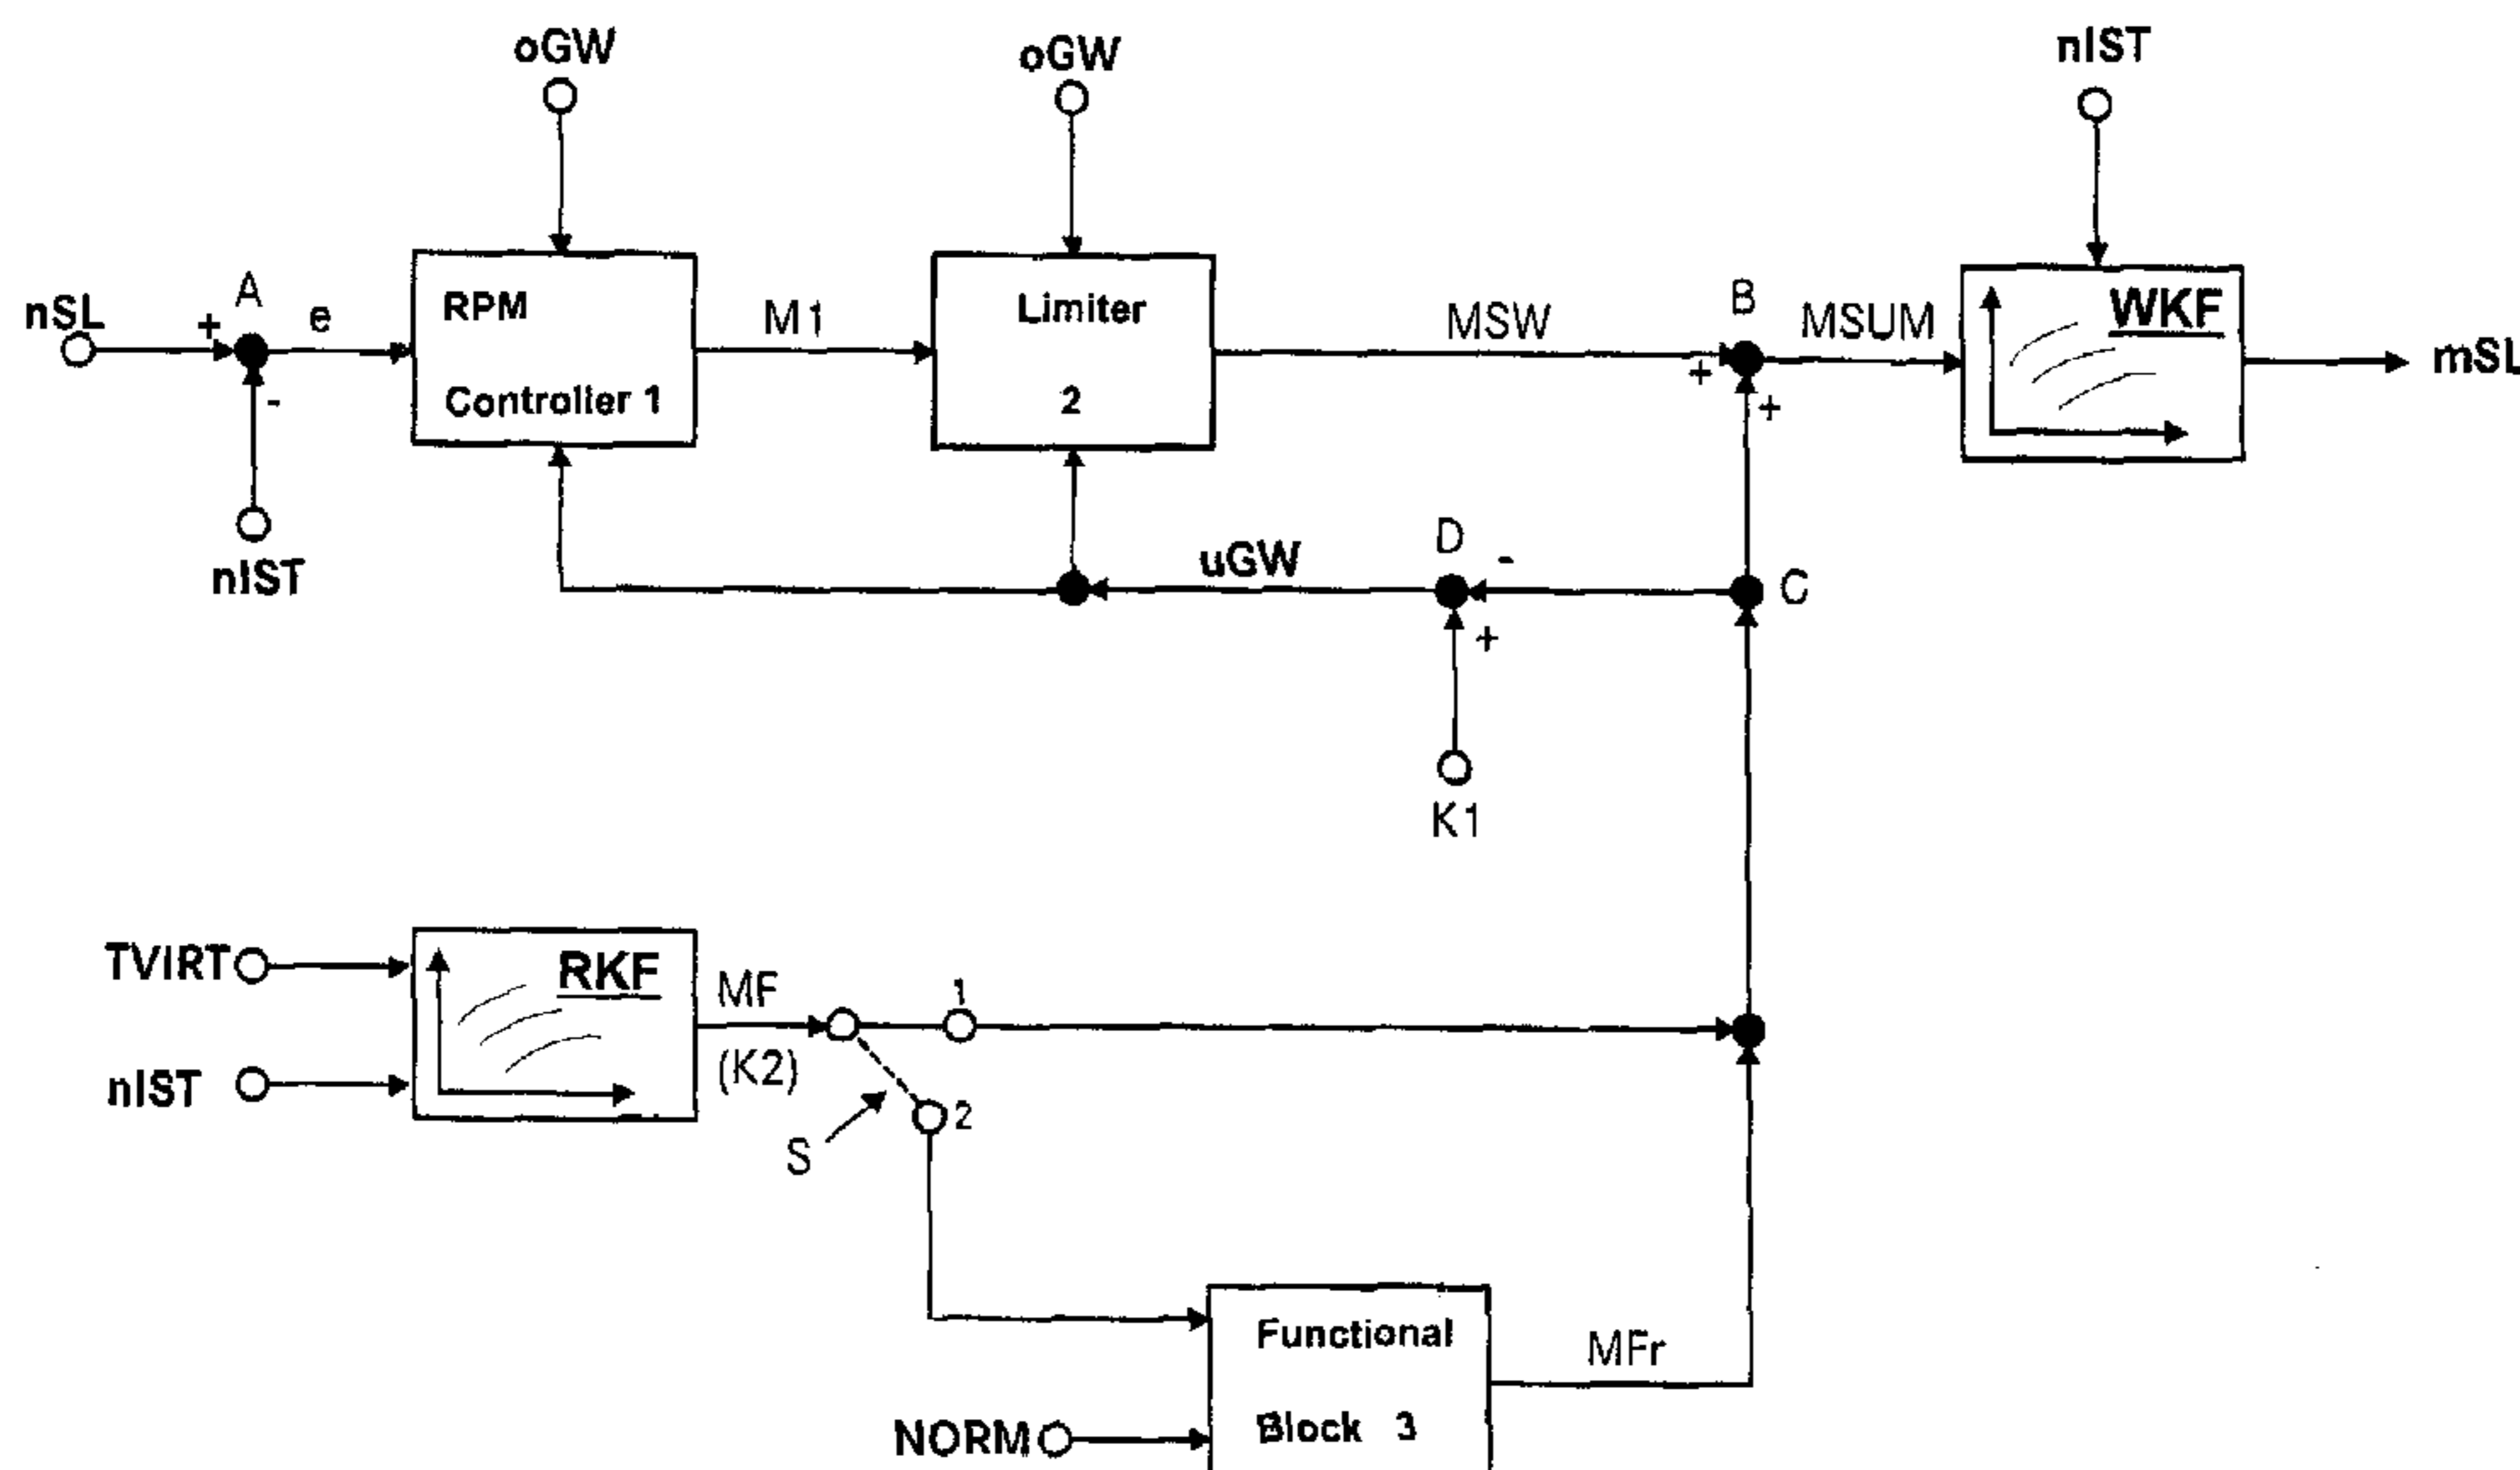 oGW
oGW
nIST
nSL
+
A
e
RPM
Controller 1
M1
Limiter
2
MSW
B
+
+
MSUM
WKF
mSL
-
nIST
uGW
D
-
+
C
K1
TVIRT
nIST
RKF
MF
(K2)
1
2
S
Functional
Block 3
MFr
NORM